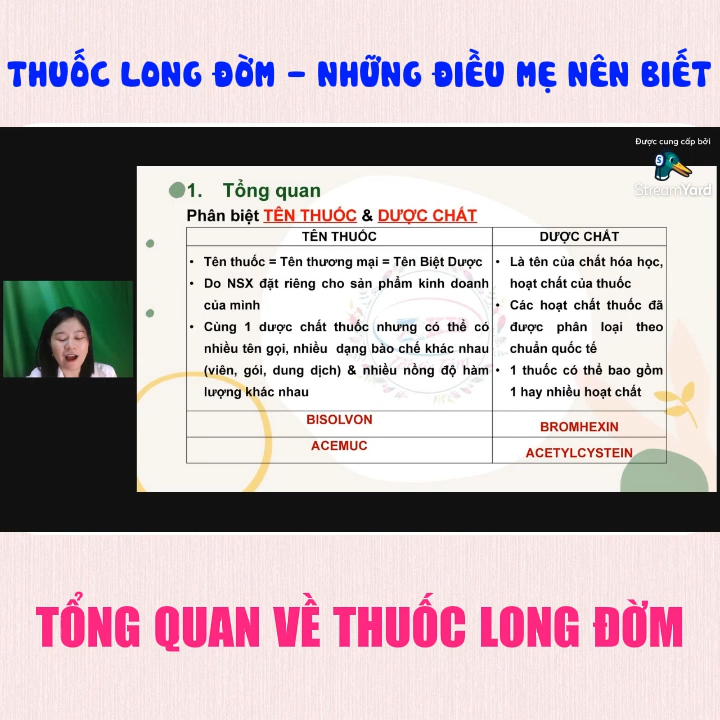 THUỐC LONG ĐỜM - NHỮNG ĐIỀU MẸ NÊN BIẾT
Được cung cấp bởi
StreamYard
1. Tổng quan
Phân biệt TÊN THUỐC & DƯỢC CHẤT
TÊN THUỐC
• Tên thuốc = Tên thương mại = Tên Biệt Dược
• Do NSX đặt riêng cho sản phẩm kinh doanh
của mình
• Cùng 1 dược chất thuốc nhưng có thể có
nhiều tên gọi, nhiều dạng bào chế khác nhau
(viên, gói, dung dịch) & nhiều nồng độ hàm
lượng khác nhau
DƯỢC CHẤT
• Là tên của chất hóa học,
hoạt chất của thuốc
• Các hoạt chất thuốc đã
được phân loại theo
chuẩn quốc tế
• 1 thuốc có thể bao gồm
1 hay nhiều hoạt chất
BISOLVON
BROMHEXIN
ACEMUC
ACETYLCYSTEIN
TỔNG QUAN VỀ THUỐC LONG ĐỜM